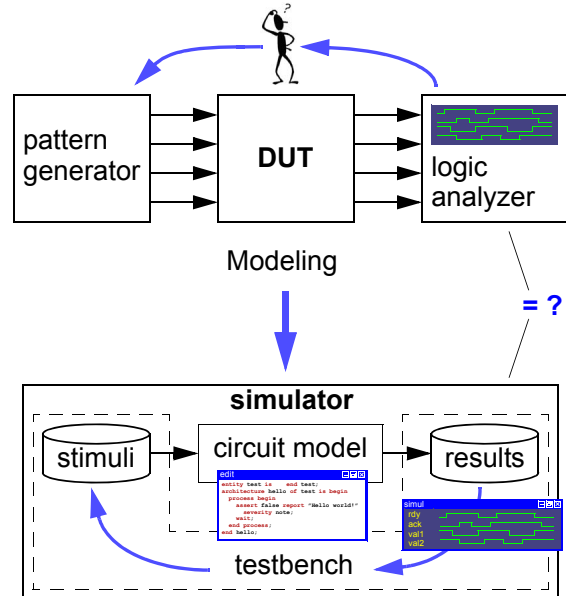 ?
pattern
generator
DUT
logic
analyzer
Modeling
= ?
simulator
stimuli
circuit model
results
edit
entity test is end test;
architecture hello of test is begin
process begin
assert false report "Hello world!"
severity note;
wait;
end process;
end hello;
simul
rdy
ack
val1
val2
testbench